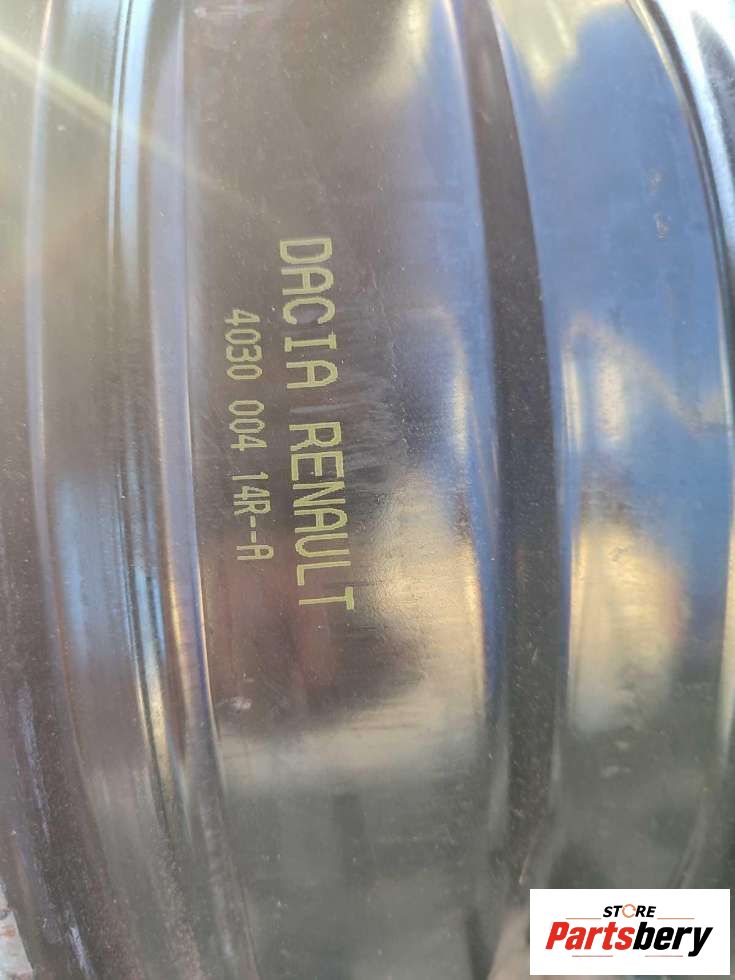 DACIA RENAULT
4030 004 14R--A
STORE
Partsbery